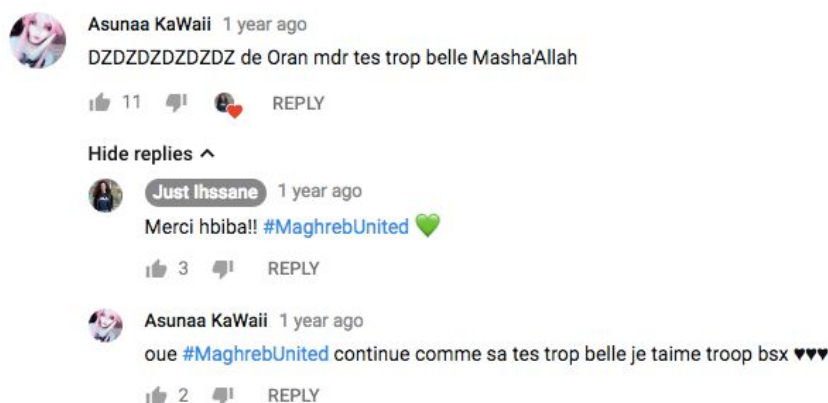 Asunaa KaWaii 1 year ago
DZDZDZDZDZDZ de Oran mdr tes trop belle Masha'Allah
11 REPLY
Hide replies
Just Ihssane 1 year ago
Merci hbiba!! #MaghrebUnited 💚
3 REPLY
Asunaa KaWaii 1 year ago
oue #MaghrebUnited continue comme sa tes trop belle je taime troop bsx ♥♥♥
2 REPLY